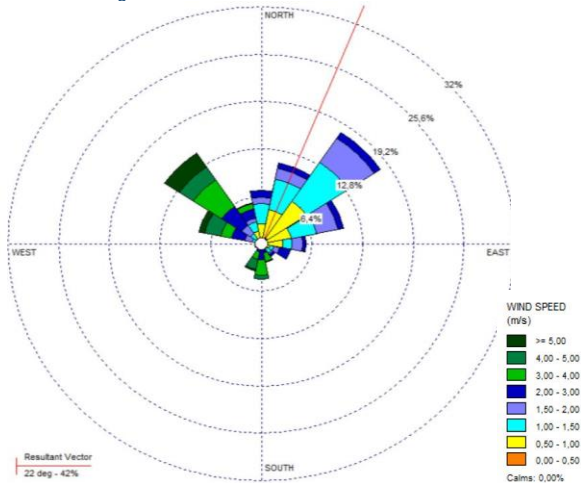 NORTH
32%
25,6%
19,2%
12,8%
6,4%
WEST
EAST
SOUTH
WIND SPEED
(m/s)
>= 5,00
4,00 - 5,00
3,00 - 4,00
2,00 - 3,00
1,50 - 2,00
1,00 - 1,50
0,50 - 1,00
0,00 - 0,50
Calms: 0,00%
Resultant Vector
22 deg - 42%